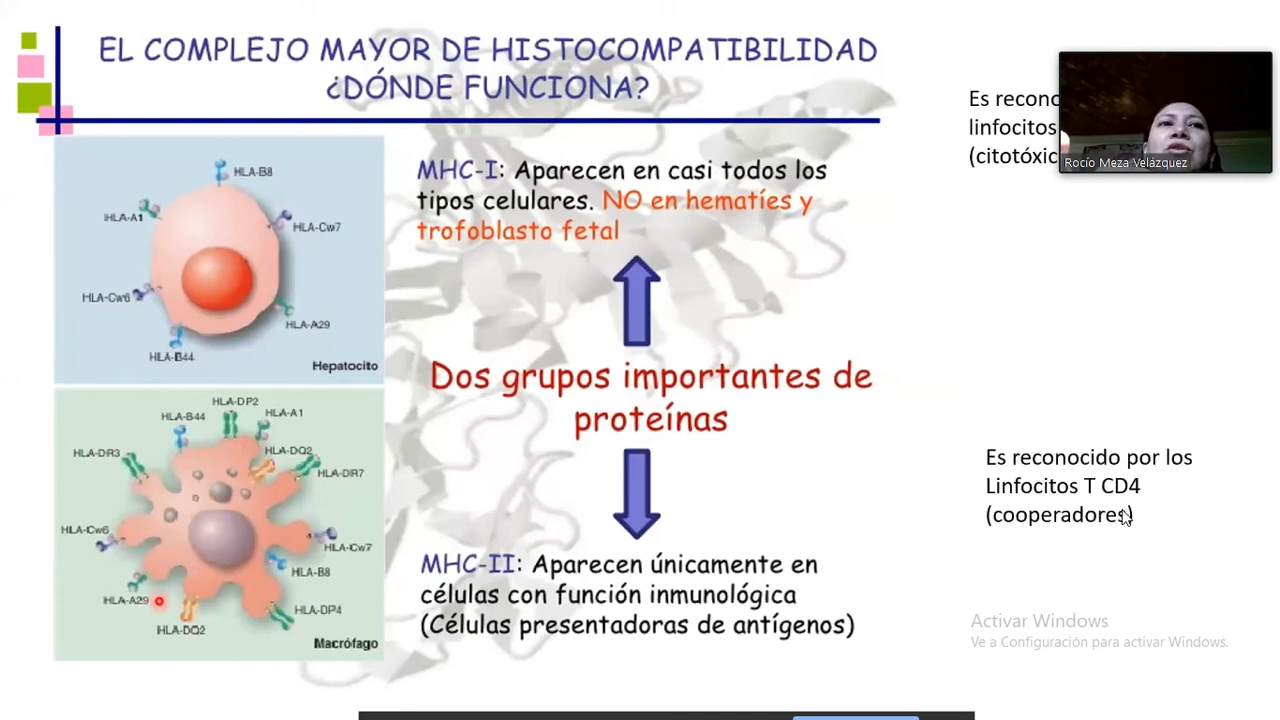 EL COMPLEJO MAYOR DE HISTOCOMPATIBILIDAD
¿DÓNDE FUNCIONA?
HLA-B8
HLA-A1
HLA-Cw7
HLA-Cw6
HLA-A29
HLA-B44
Hepatocito
MHC-I: Aparecen en casi todos los
tipos celulares. NO en hematíes y
trofoblasto fetal
Es
linfocitos
Rocío Meza Velázquez
Dos grupos importantes de
proteínas
HLA-DP2
HLA-B44
HLA-A1
HLA-DR3
HLA-DQ2
HLA-DR7
HLA-Cw6
HLA-Cw7
HLA-B8
HLA-A29
HLA-DP4
HLA-DQ2
Macrófago
MHC-II: Aparecen únicamente en
células con función inmunológica
(Células presentadoras de antígenos)
Es reconocido por los
Linfocitos T CD4
(cooperadores)
Activar Windows
Ve a Configuración para activar Windows.